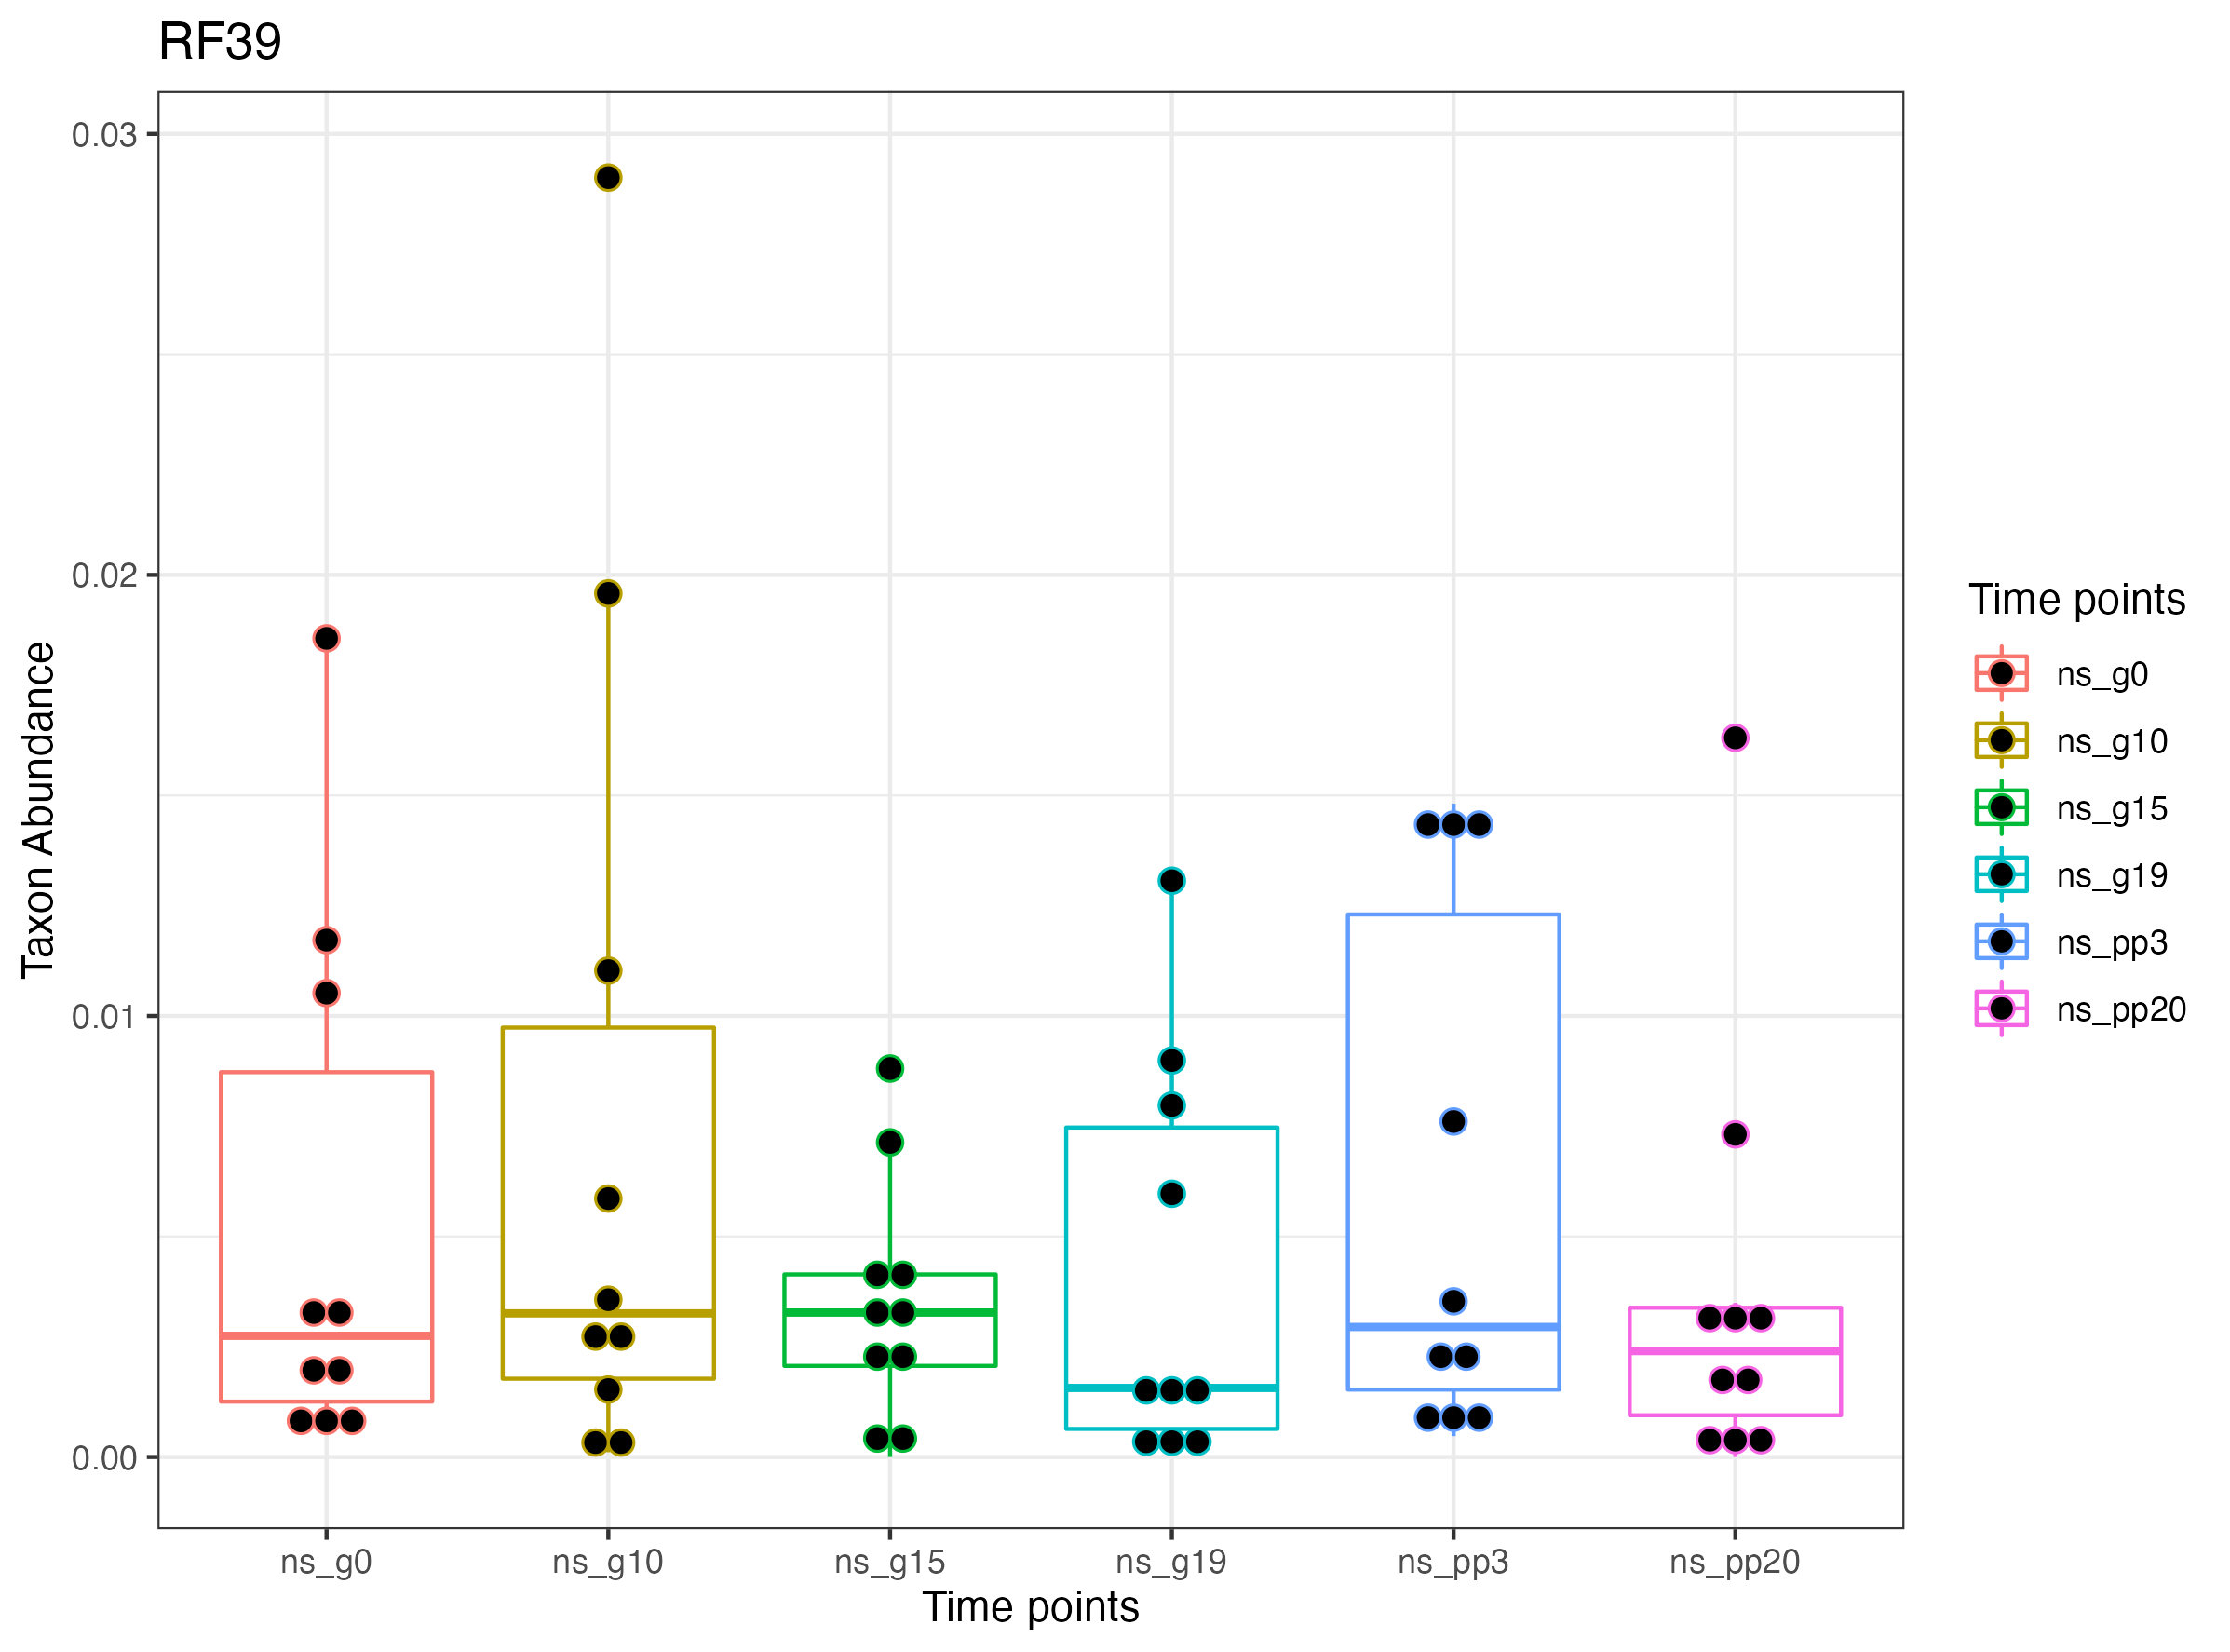 RF39
Taxon Abundance
0.03
0.02
0.01
0.00
ns_g0 ns_g10 ns_g15 ns_g19 ns_pp3 ns_pp20
Time points
Time points
ns_g0
ns_g10
ns_g15
ns_g19
ns_pp3
ns_pp20